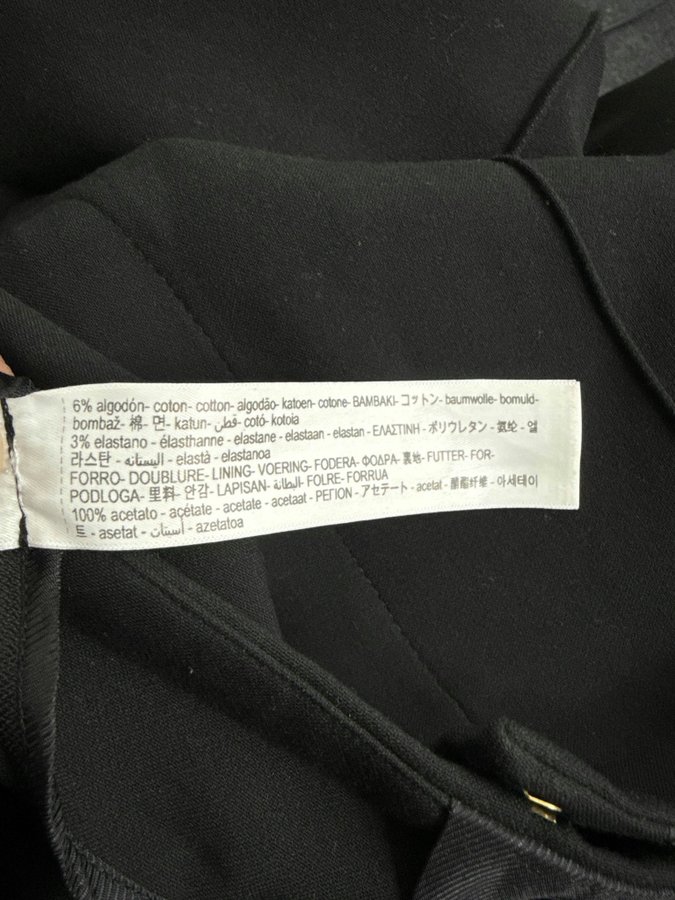 6% algodón- coton- cotton- algodão- katoen- cotone- BAMBAKI- コットン- baumwolle- bomuld-
bombaž- 棉- 면- katun- قطن- cotó- kotoia
3% elastano - élasthanne - elastane - elastaan - elastan - ΕΛΑΣΤΙΝΗ - ポリウレタン - 氨纶 - 엘
라스탄 - اليستانه - elastà - elastanoa
FORRO- DOUBLURE- LINING- VOERING- FODERA- ΦΟΔΡΑ- 裏地- FUTTER- FOR-
PODLOGA- 里料- 안감- LAPISAN- البطانة- FOLRE- FORRUA
100% acetato - açétate - acetate - acetaat - ΡΕΓΙΟΝ - アセテート - acetat - 醋酯纤维 - 아세테이
트 - asetat - أسيتات - azetatoa